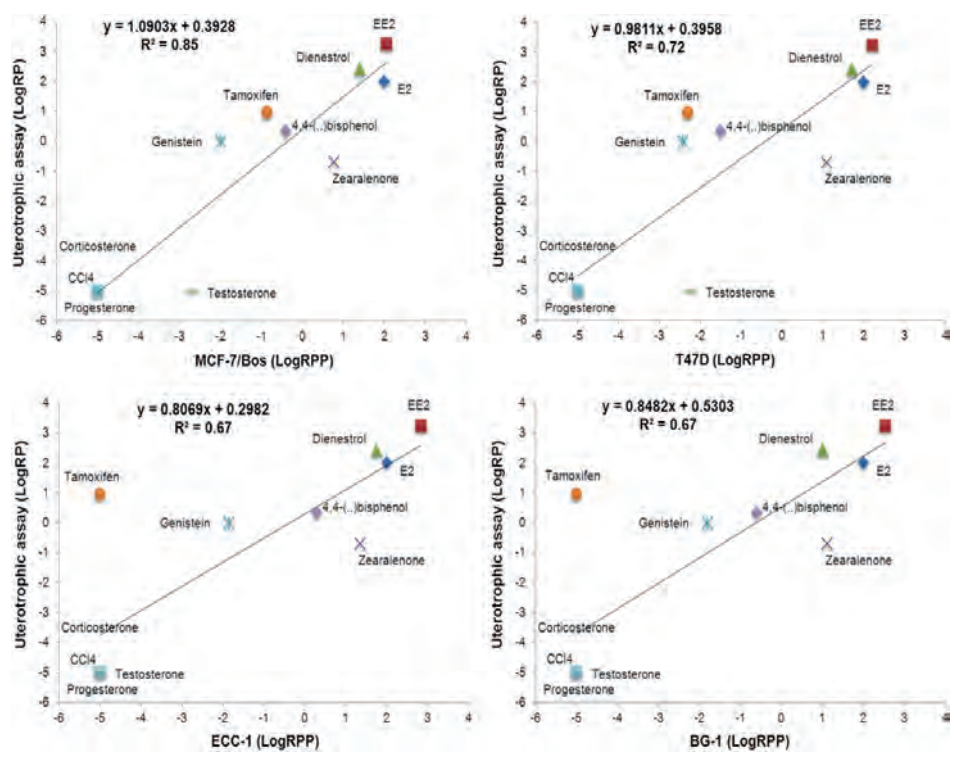 y = 1.0903x + 0.3928
R² = 0.85
EE2
Dienestrol
E2
Tamoxifen
4,4-(..)bisphenol
Genistein
Zearalenone
Corticosterone
CCl4
Testosterone
Progesterone
4
3
2
1
0
-1
-2
-3
-4
-5
-6
Uterotrophic assay (LogRP)
-6 -5 -4 -3 -2 -1 0 1 2 3 4
MCF-7/Bos (LogRPP)
y = 0.9811x + 0.3958
R² = 0.72
EE2
Dienestrol
E2
Tamoxifen
4.4-(..)bisphenol
Genistein
Zearalenone
Corticosterone
CCl4
Testosterone
Progesterone
4
3
2
1
0
-1
-2
-3
-4
-5
-6
Uterotrophic assay (LogRP)
-6 -5 -4 -3 -2 -1 0 1 2 3 4
T47D (LogRPP)
y = 0.8069x + 0.2982
R² = 0.67
EE2
Dienestrol
E2
Tamoxifen
4,4-(..)bisphenol
Genistein
Zearalenone
Corticosterone
CCl4
Testosterone
Progesterone
4
3
2
1
0
-1
-2
-3
-4
-5
-6
Uterotrophic assay (LogRP)
-6 -5 -4 -3 -2 -1 0 1 2 3 4
ECC-1 (LogRPP)
y = 0.8482x + 0.5303
R² = 0.67
EE2
Dienestrol
E2
Tamoxifen
4,4-(..)bisphenol
Genistein
Zearalenone
Corticosterone
CCl4
Testosterone
Progesterone
4
3
2
1
0
-1
-2
-3
-4
-5
-6
Uterotrophic assay (LogRP)
-6 -5 -4 -3 -2 -1 0 1 2 3 4
BG-1 (LogRPP)